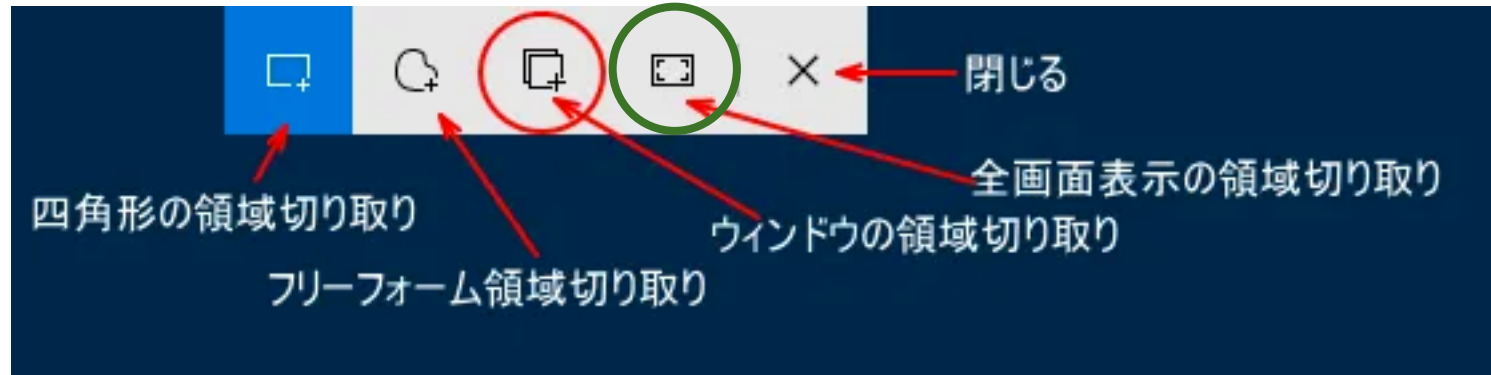 閉じる
全画面表示の領域切り取り
四角形の領域切り取り
ウィンドウの領域切り取り
フリーフォーム領域切り取り